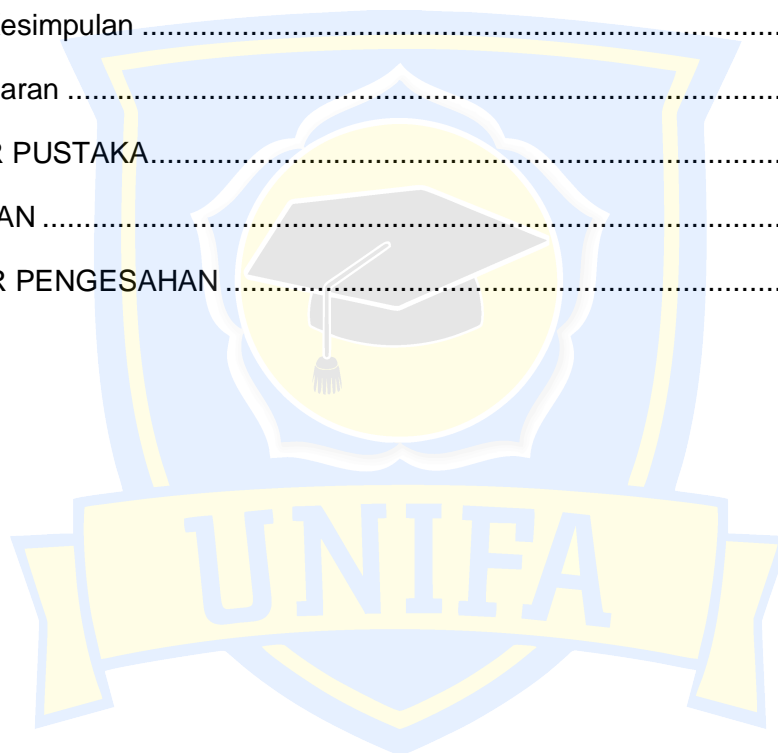 esimpulan ..........................................................................
aran ...................................................................................
R PUSTAKA.........................................................................
AN .......................................................................................
R PENGESAHAN ..................................................................
UNIFA